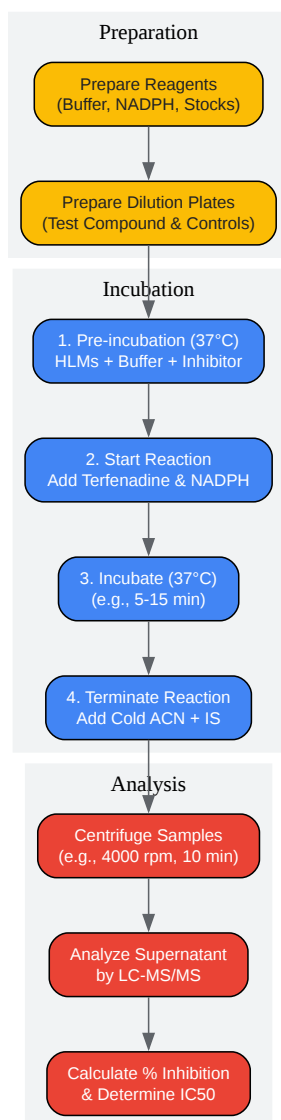 Preparation
Prepare Reagents
(Buffer, NADPH, Stocks)
Prepare Dilution Plates
(Test Compound & Controls)
Incubation
1. Pre-incubation (37°C)
HLMs + Buffer + Inhibitor
2. Start Reaction
Add Terfenadine & NADPH
3. Incubate (37°C)
(e.g., 5-15 min)
4. Terminate Reaction
Add Cold ACN + IS
Analysis
Centrifuge Samples
(e.g., 4000 rpm, 10 min)
Analyze Supernatant
by LC-MS/MS
Calculate % Inhibition
& Determine IC50